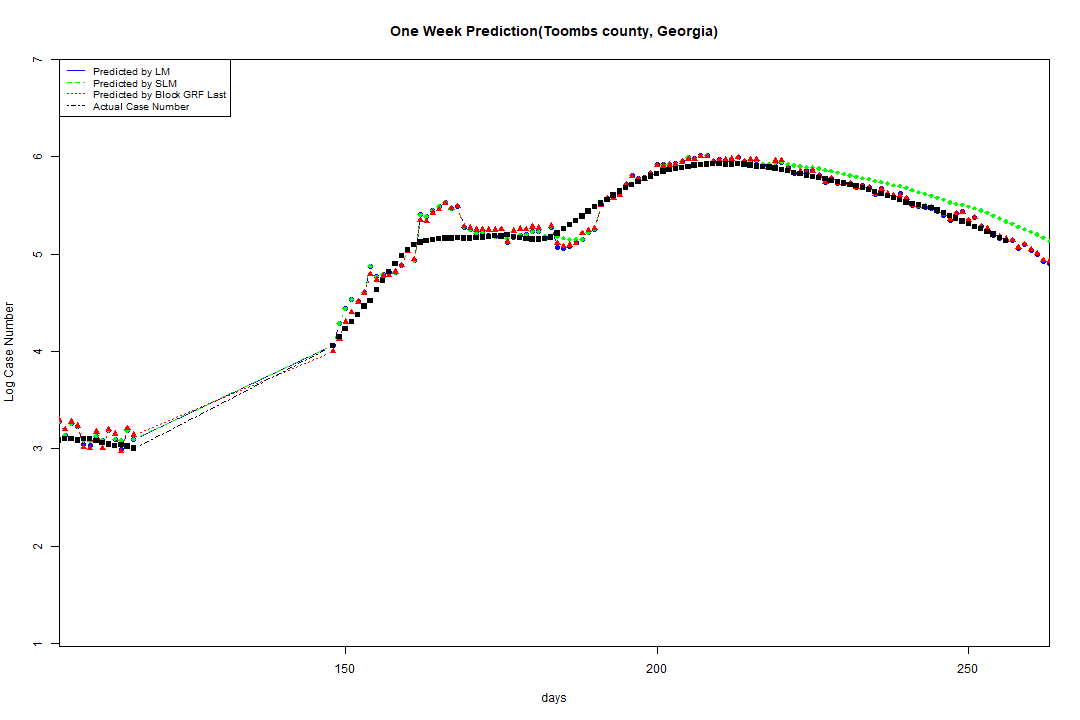 One Week Prediction(Toombs county, Georgia)
Predicted by LM
Predicted by SLM
Predicted by Block GRF Last
Actual Case Number
Log Case Number
7
6
5
4
3
2
1
150 200 250
days